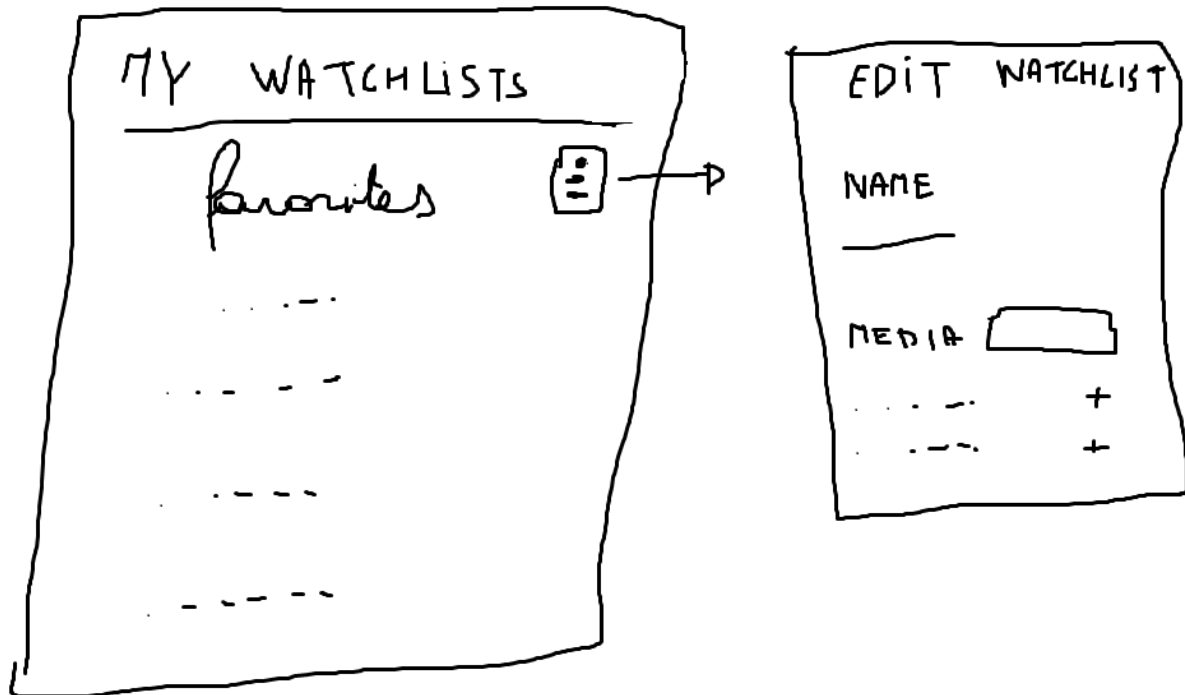 MY WATCHLISTS
favorites
EDIT WATCHLIST
NAME
MEDIA
+
+